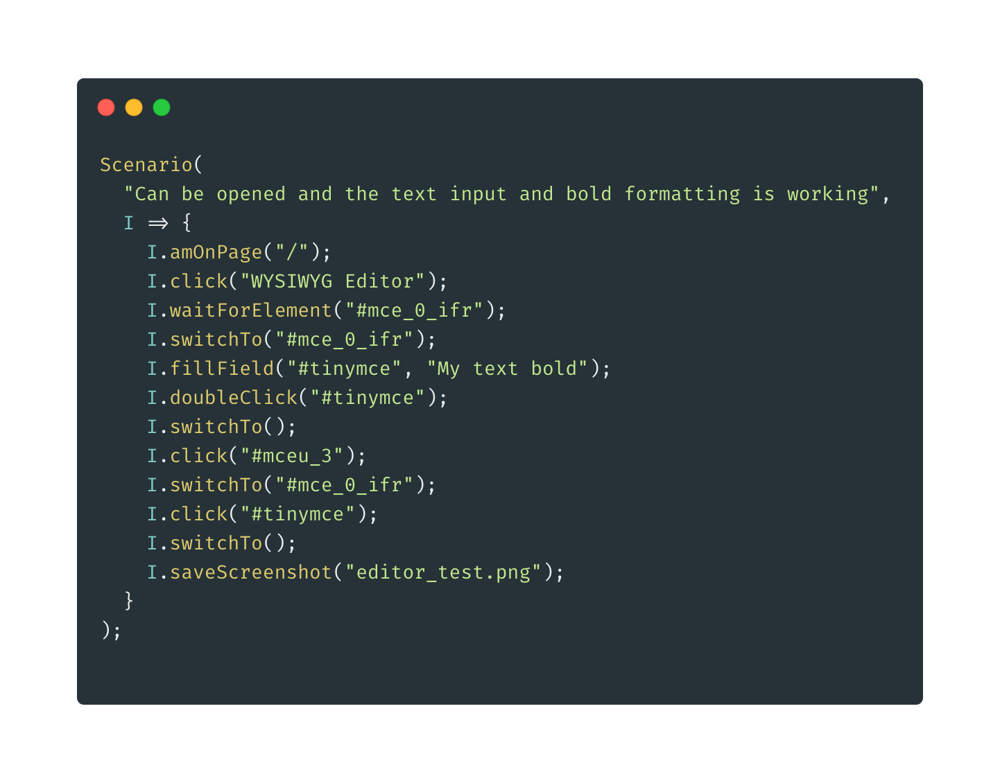 Scenario(
  "Can be opened and the text input and bold formatting is working",
  I => {
    I.amOnPage("/");
    I.click("WYSIWYG Editor");
    I.waitForElement("#mce_0_ifr");
    I.switchTo("#mce_0_ifr");
    I.fillField("#tinymce", "My text bold");
    I.doubleClick("#tinymce");
    I.switchTo();
    I.click("#mceu_3");
    I.switchTo("#mce_0_ifr");
    I.click("#tinymce");
    I.switchTo();
    I.saveScreenshot("editor_test.png");
  }
);